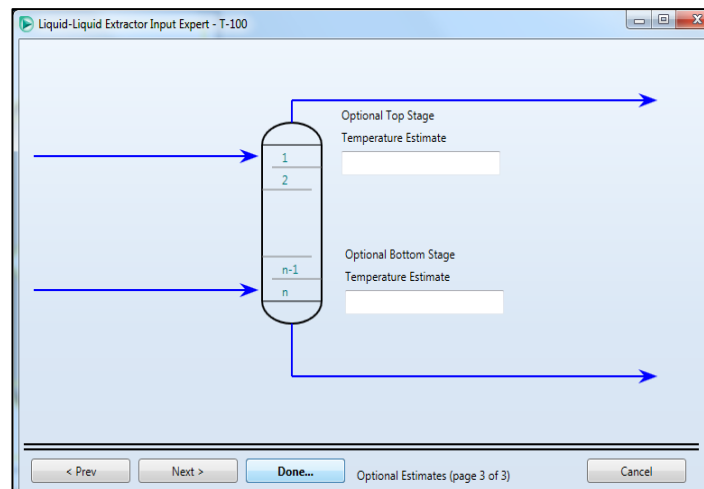 Liquid-Liquid Extractor Input Expert - T-100
Optional Top Stage
Temperature Estimate
1
2
Optional Bottom Stage
Temperature Estimate
n-1
n
< Prev
Next >
Done...
Optional Estimates (page 3 of 3)
Cancel